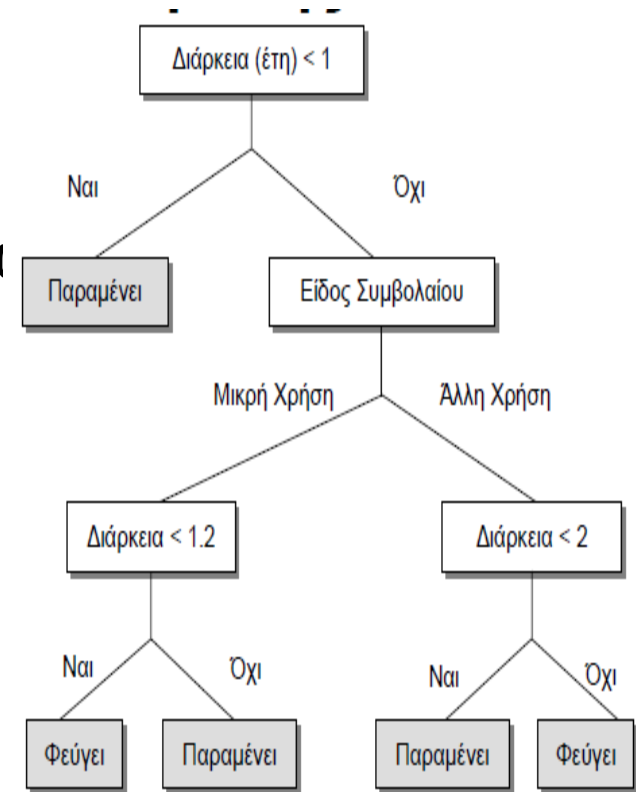 Διάρκεια (έτη) < 1
Ναι
Όχι
Παραμένει
Είδος Συμβολαίου
Μικρή Χρήση
Άλλη Χρήση
Διάρκεια < 1.2
Διάρκεια < 2
Ναι
Όχι
Ναι
Όχι
Φεύγει
Παραμένει
Παραμένει
Φεύγει